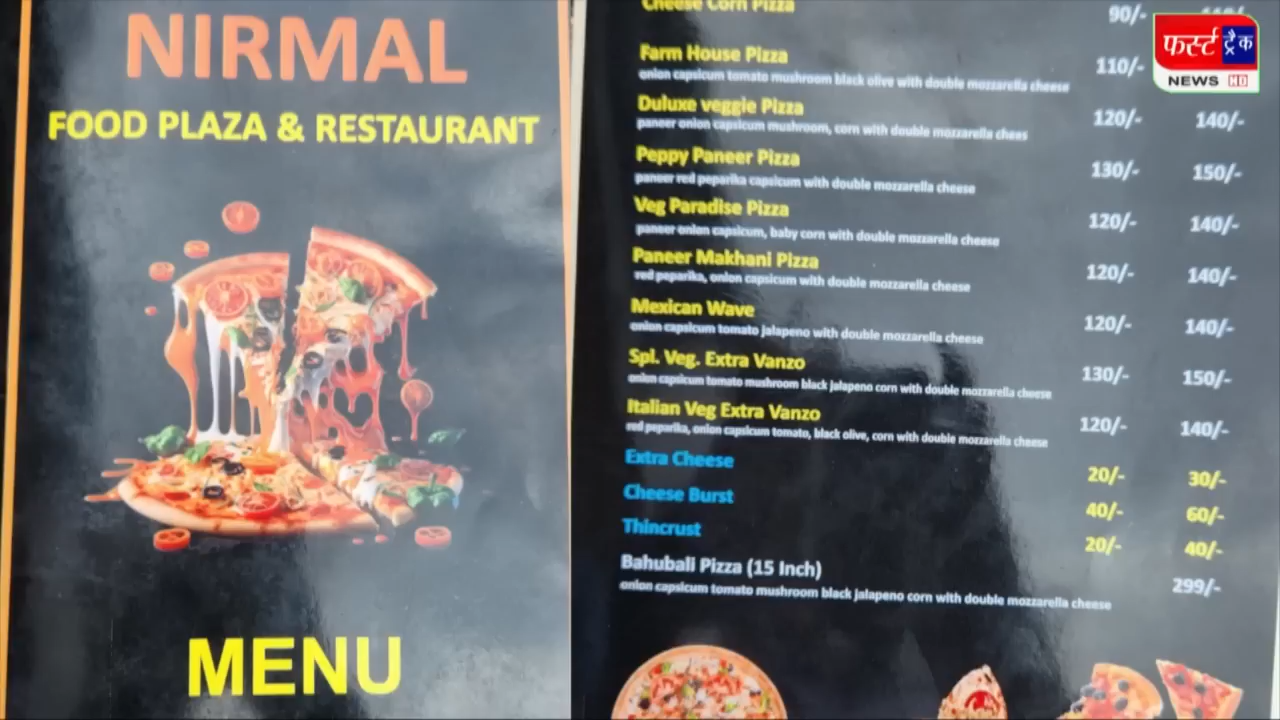 NIRMAL
FOOD PLAZA & RESTAURANT
MENU
Cheese Corn Pizza 90/-
Farm House Pizza 110/-
onion capsicum tomato mushroom black olive with double mozzarella cheese
Duluxe veggie Pizza 120/- 140/-
paneer onion capsicum mushroom, corn with double mozzarella chees
Peppy Paneer Pizza 130/- 150/-
paneer red peparika capsicum with double mozzarella cheese
Veg Paradise Pizza 120/- 140/-
paneer onion capsicum, baby corn with double mozzarella cheese
Paneer Makhani Pizza 120/- 140/-
red peparika, onion capsicum with double mozzarella cheese
Mexican Wave 120/- 140/-
onion capsicum tomato jalapeno with double mozzarella cheese
Spl. Veg. Extra Vanzo 130/- 150/-
onion capsicum tomato mushroom black jalapeno corn with double mozzarella cheese
Italian Veg Extra Vanzo 120/- 140/-
red peparika, onion capsicum tomato, black olive, corn with double mozzarella cheese
Extra Cheese 20/- 30/-
Cheese Burst 40/- 60/-
Thincrust 20/- 40/-
Bahubali Pizza (15 Inch) 299/-
onion capsicum tomato mushroom black jalapeno corn with double mozzarella cheese
फर्स्ट ट्रैक
NEWS HD